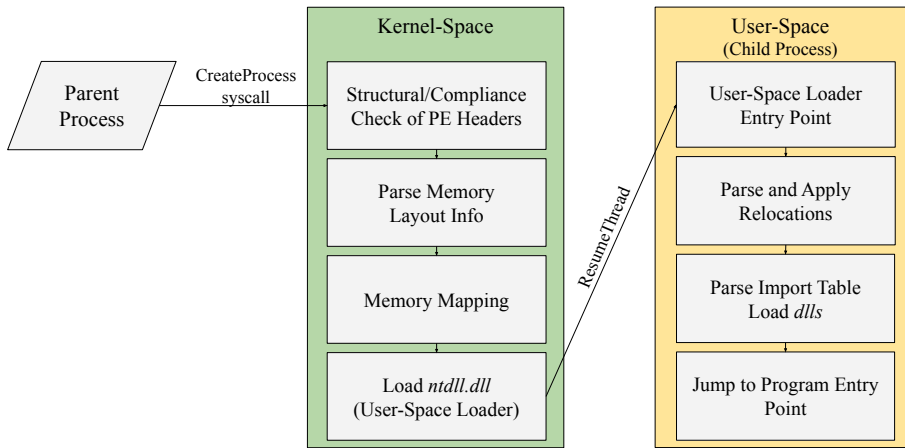 Parent
Process
CreateProcess
syscall
Kernel-Space
Structural/Compliance
Check of PE Headers
Parse Memory
Layout Info
Memory Mapping
Load ntdll.dll
(User-Space Loader)
ResumeThread
User-Space
(Child Process)
User-Space Loader
Entry Point
Parse and Apply
Relocations
Parse Import Table
Load dlls
Jump to Program Entry
Point